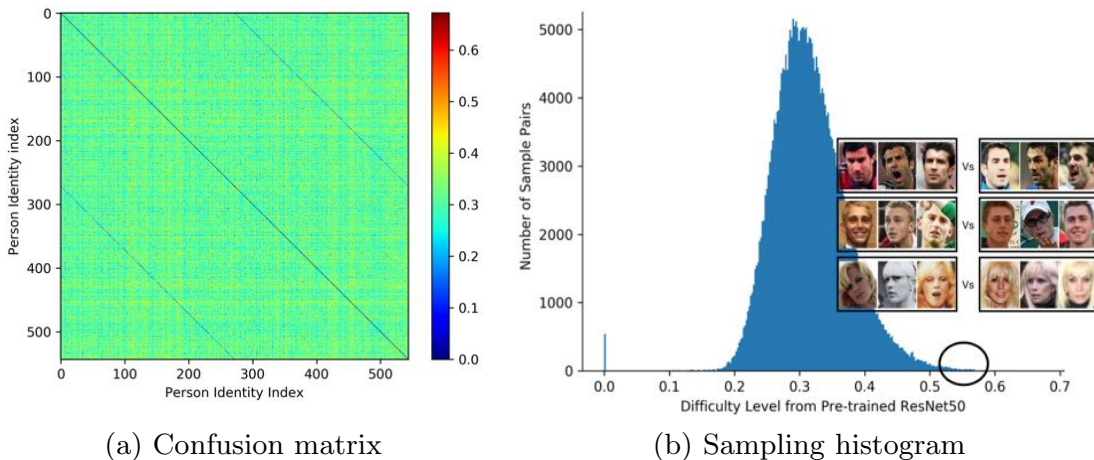 0
100
200
300
400
500
Person Identity index
0 100 200 300 400 500
Person Identity Index
0.6
0.5
0.4
0.3
0.2
0.1
0.0
(a) Confusion matrix
5000
4000
3000
2000
1000
0
Number of Sample Pairs
Vs
Vs
Vs
0.0 0.1 0.2 0.3 0.4 0.5 0.6 0.7
Difficulty Level from Pre-trained ResNet50
(b) Sampling histogram